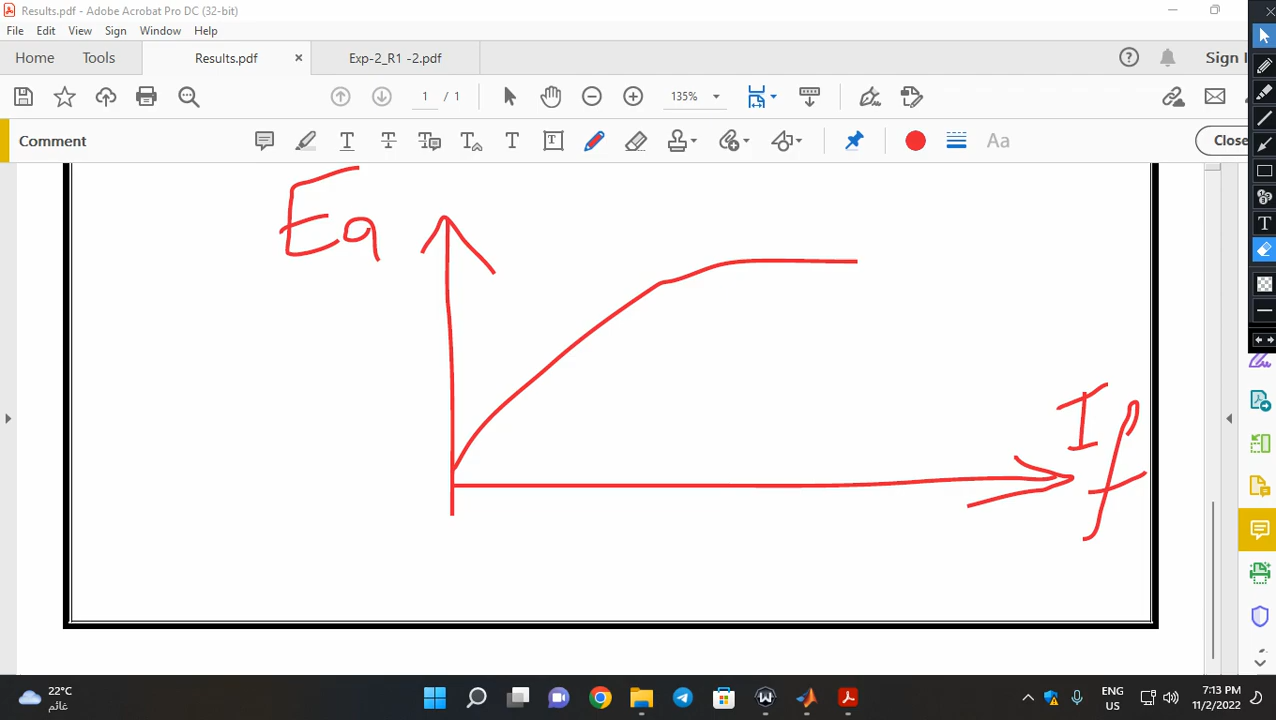 Results.pdf - Adobe Acrobat Pro DC (32-bit)
File Edit View Sign Window Help
Home Tools Results.pdf × Exp-2_R1 -2.pdf Sign I
1 / 1 135%
Comment Aa Close
T
Ea
If
22°C
غائم
ENG
US
7:13 PM
11/2/2022